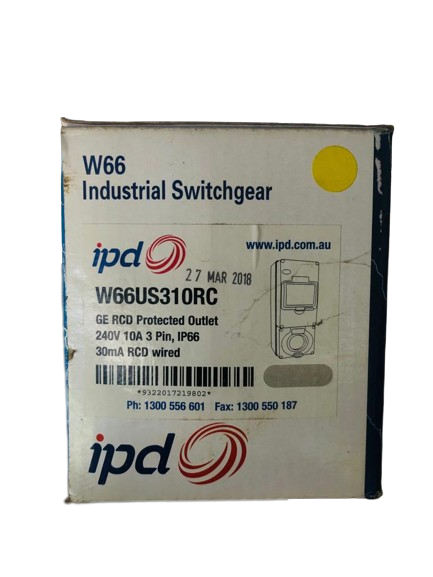 W66
Industrial Switchgear
ipd
www.ipd.com.au
27 MAR 2018
W66US310RC
GE RCD Protected Outlet
240V 10A 3 Pin, IP66
30mA RCD wired
*9322017219802*
Ph: 1300 556 601 Fax: 1300 550 187
ipd